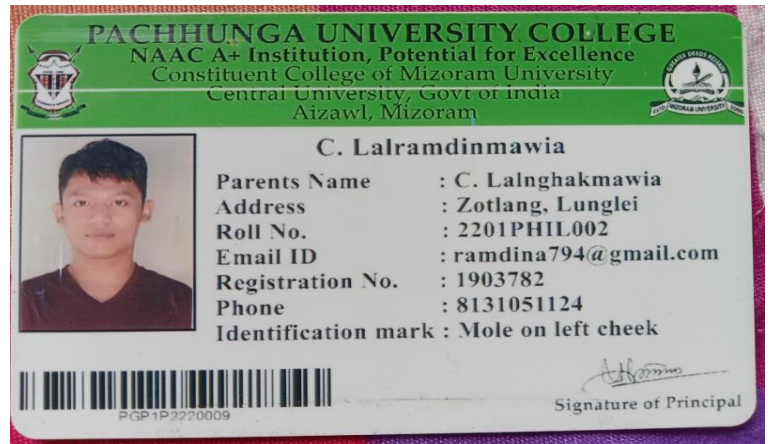 PACHHUNGA UNIVERSITY COLLEGE
NAAC A+ Institution, Potential for Excellence
Constituent College of Mizoram University
Central University, Govt of India
Aizawl, Mizoram
MIZORAM UNIVERSITY
C. Lalramdinmawia
Parents Name : C. Lalnghakmawia
Address : Zotlang, Lunglei
Roll No. : 2201PHIL002
Email ID : ramdina794@gmail.com
Registration No. : 1903782
Phone : 8131051124
Identification mark : Mole on left cheek
PGP1P2220009
Signature of Principal